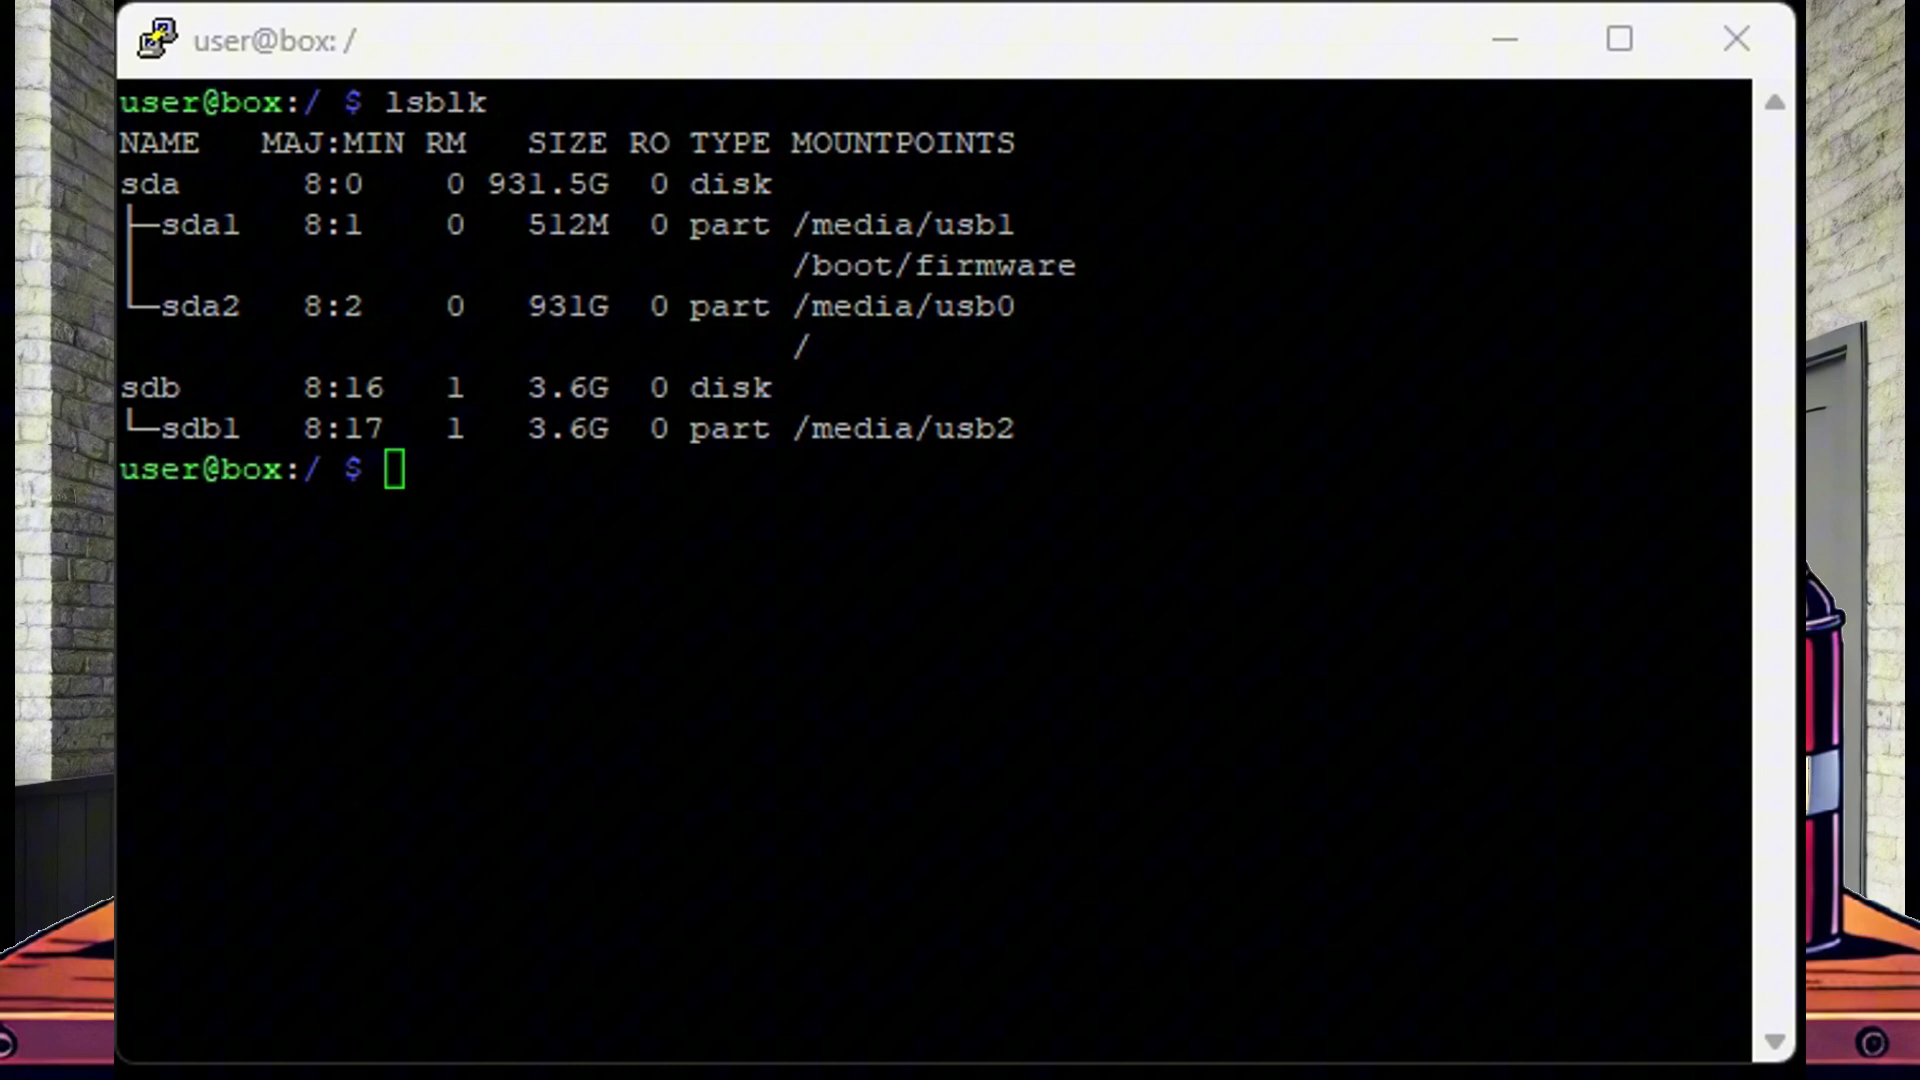 user@box: /
user@box:/ $ lsblk
NAME   MAJ:MIN RM   SIZE RO TYPE MOUNTPOINTS
sda      8:0    0 931.5G  0 disk
├─sda1   8:1    0   512M  0 part /media/usb1
│                                /boot/firmware
└─sda2   8:2    0   931G  0 part /media/usb0
                                 /
sdb      8:16   1   3.6G  0 disk
└─sdb1   8:17   1   3.6G  0 part /media/usb2
user@box:/ $